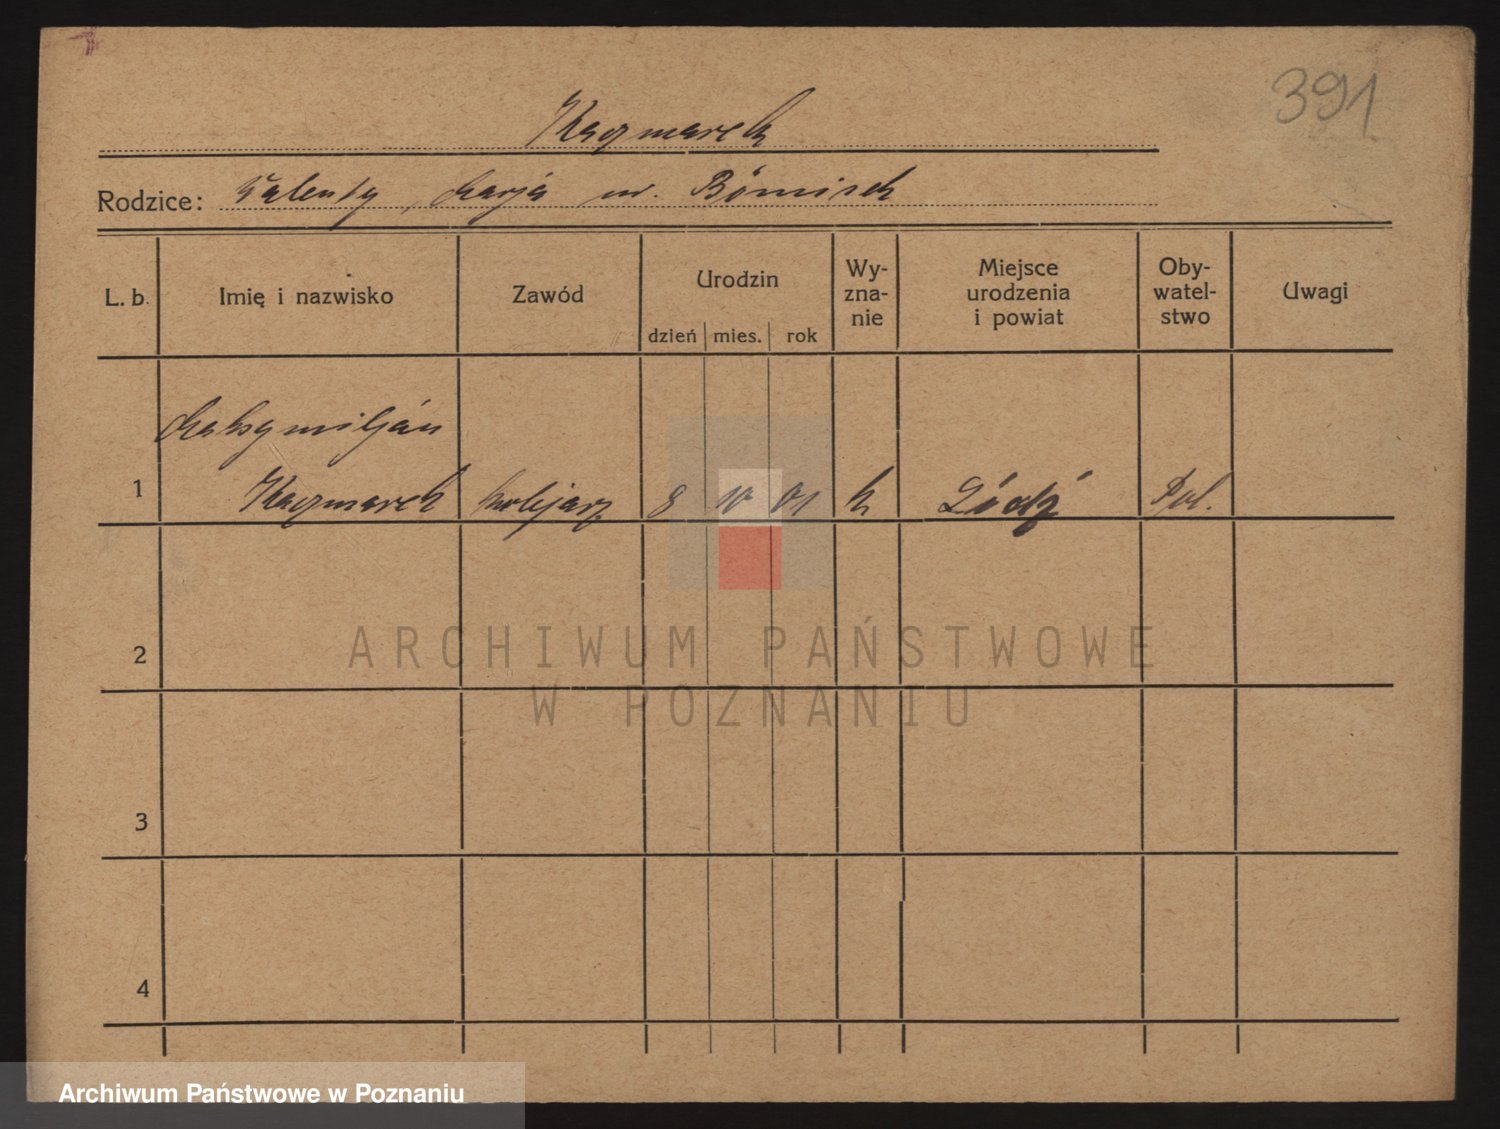 391
Kaczmarek
Rodzice: Walenty, Marja ur. Bömisch
L. b.
Imię i nazwisko
Zawód
Urodzin
dzień mies. rok
Wy-
zna-
nie
Miejsce
urodzenia
i powiat
Oby-
watel-
stwo
Uwagi
Maksymiljan
1 Kaczmarek kolejarz 8 10 01 k Łódź Pol.
2
3
4
ARCHIWUM PAŃSTWOWE
W POZNANIU
Archiwum Państwowe w Poznaniu